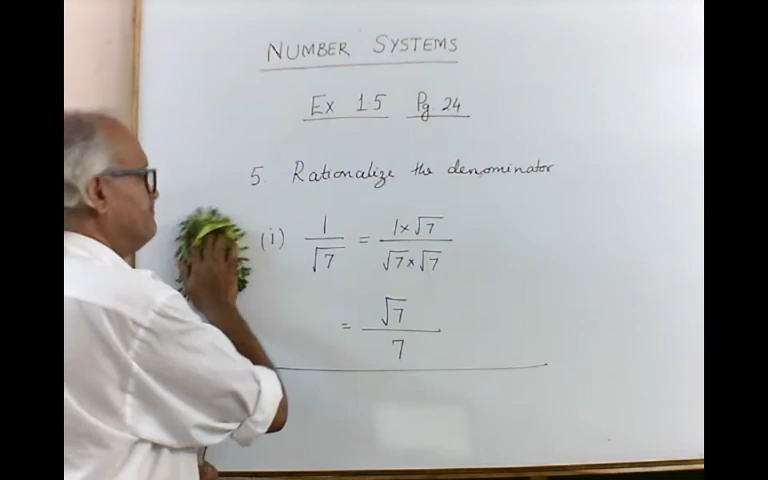 NUMBER SYSTEMS
Ex 1.5 Pg 24
5. Rationalize the denominator
(i) 1/√7 = 1×√7/√7×√7
= √7/7